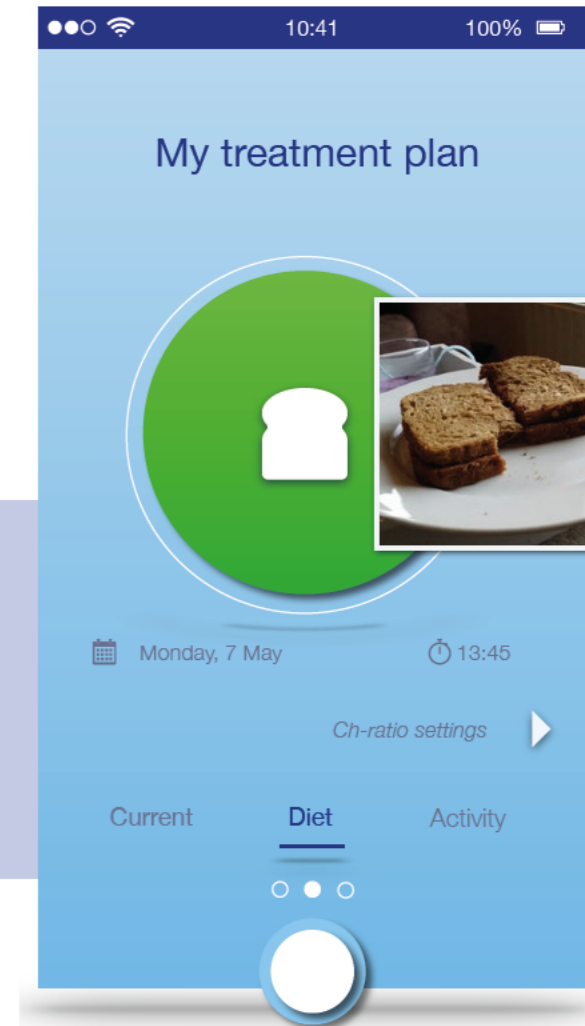 10:41 100%
My treatment plan
Monday, 7 May 13:45
Ch-ratio settings
Current Diet Activity